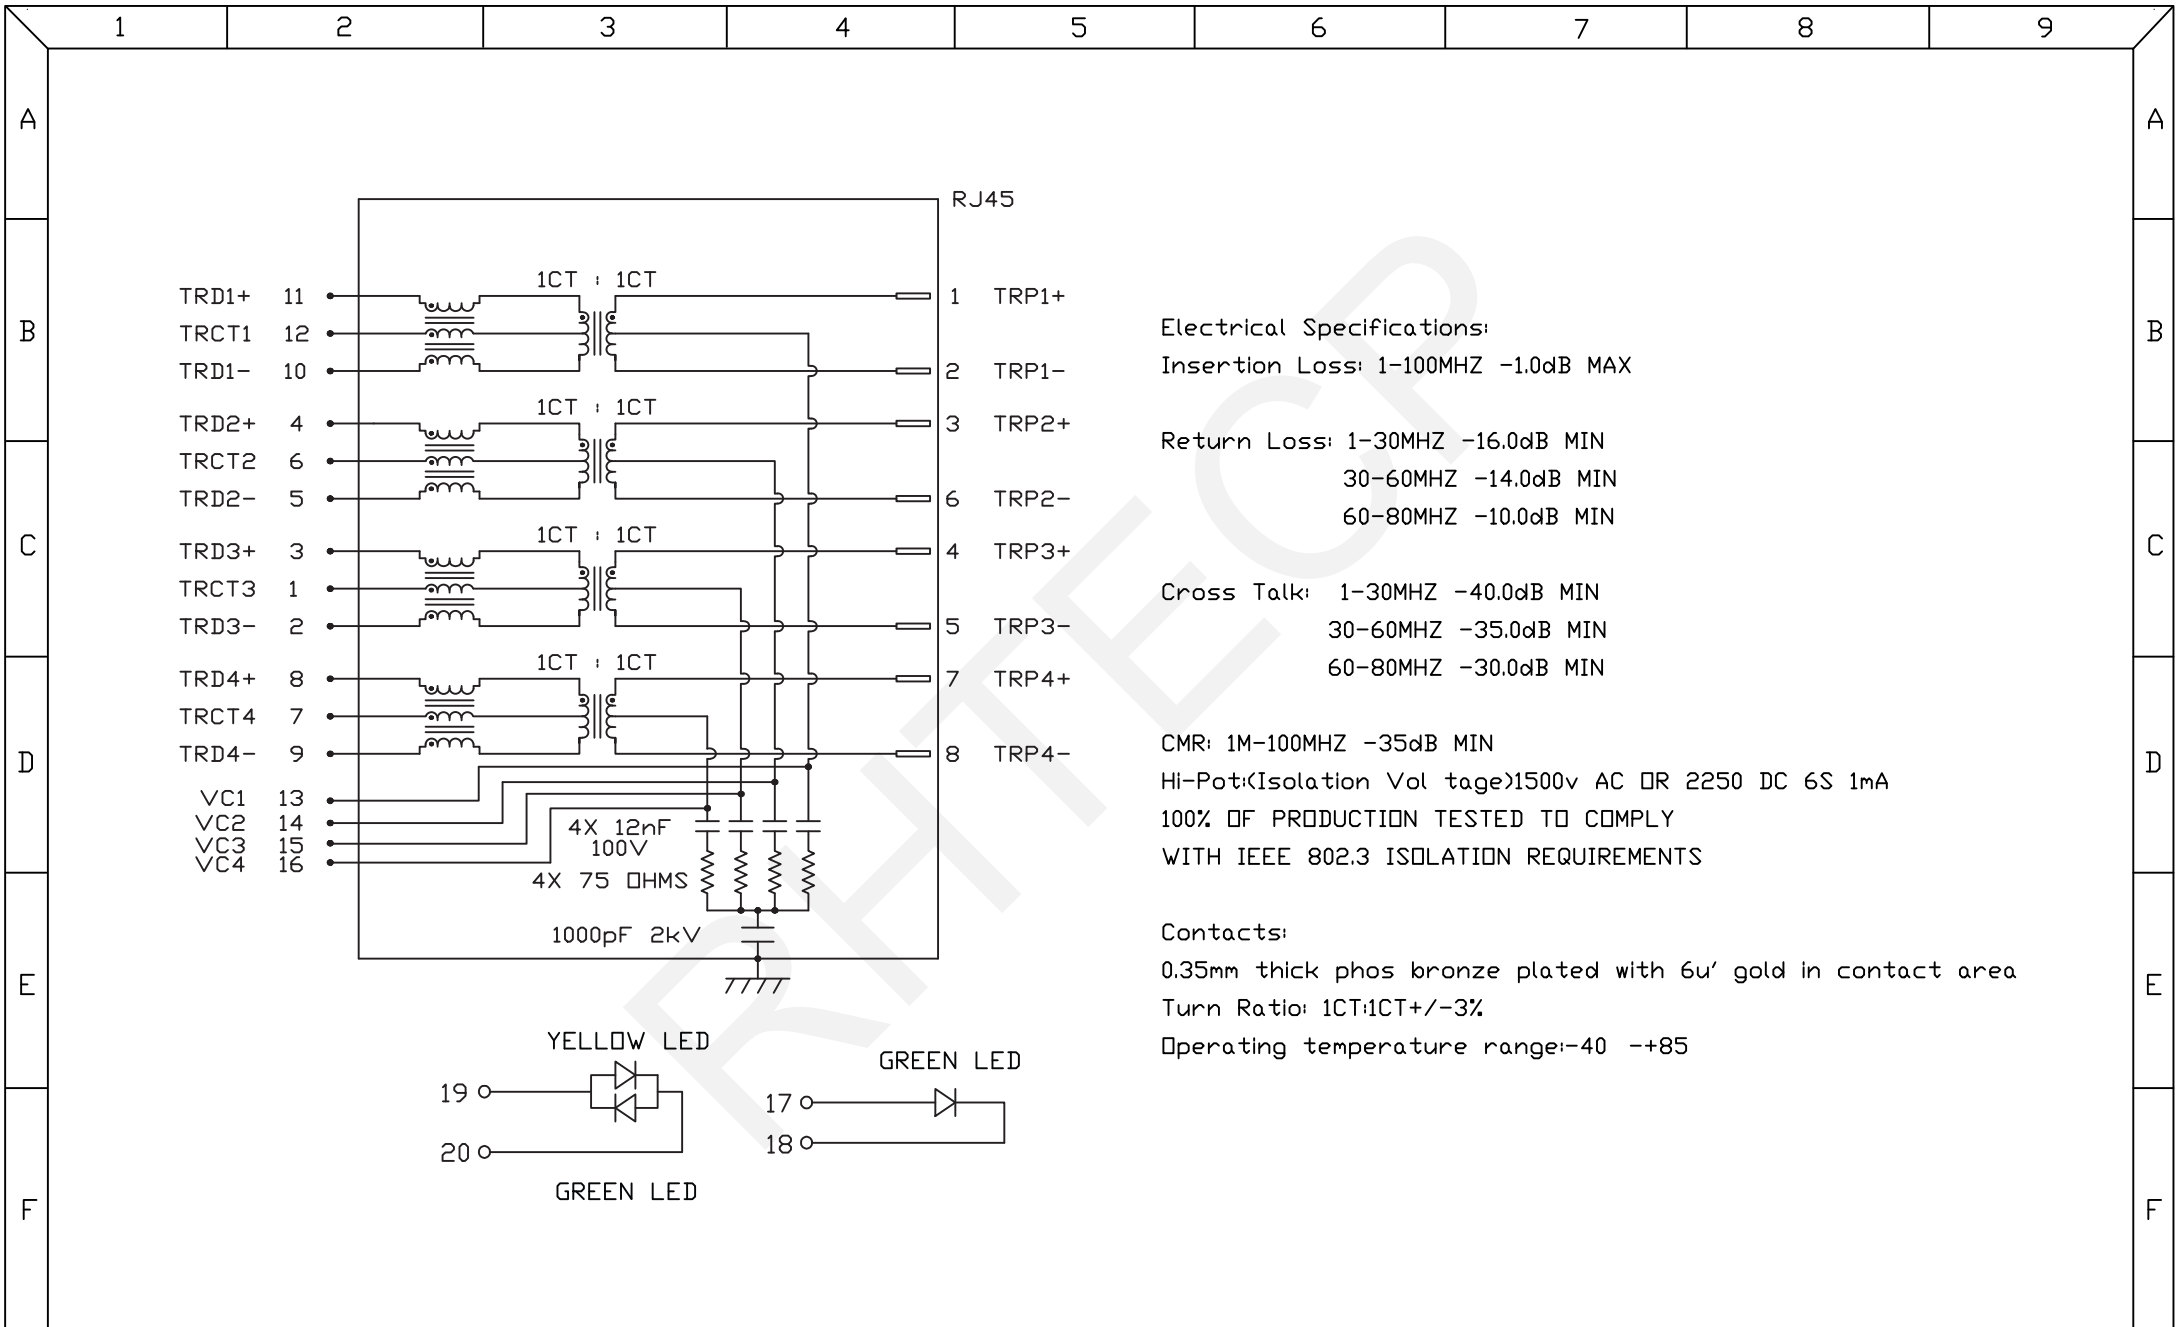 1 2 3 4 5 6 7 8 9
A A
RJ45
1CT : 1CT
TRD1+ 11 1 TRP1+
TRCT1 12
TRD1- 10 2 TRP1-
1CT : 1CT
TRD2+ 4 3 TRP2+
TRCT2 6
TRD2- 5 6 TRP2-
1CT : 1CT
TRD3+ 3 4 TRP3+
TRCT3 1
TRD3- 2 5 TRP3-
1CT : 1CT
TRD4+ 8 7 TRP4+
TRCT4 7
TRD4- 9 8 TRP4-
VC1 13
VC2 14
VC3 15
VC4 16
4X 12nF
100V
4X 75 OHMS
1000pF 2kV
YELLOW LED
19
20
GREEN LED
GREEN LED
17
18
B B
Electrical Specifications:
Insertion Loss: 1-100MHZ -1.0dB MAX
Return Loss: 1-30MHZ -16.0dB MIN
30-60MHZ -14.0dB MIN
60-80MHZ -10.0dB MIN
C C
Cross Talk: 1-30MHZ -40.0dB MIN
30-60MHZ -35.0dB MIN
60-80MHZ -30.0dB MIN
CMR: 1M-100MHZ -35dB MIN
D D
Hi-Pot:(Isolation Vol tage)1500v AC OR 2250 DC 6S 1mA
100% OF PRODUCTION TESTED TO COMPLY
WITH IEEE 802.3 ISOLATION REQUIREMENTS
Contacts:
0.35mm thick phos bronze plated with 6u' gold in contact area
E E
Turn Ratio: 1CT:1CT+/-3%
Operating temperature range:-40 -+85
F F
RHTECP